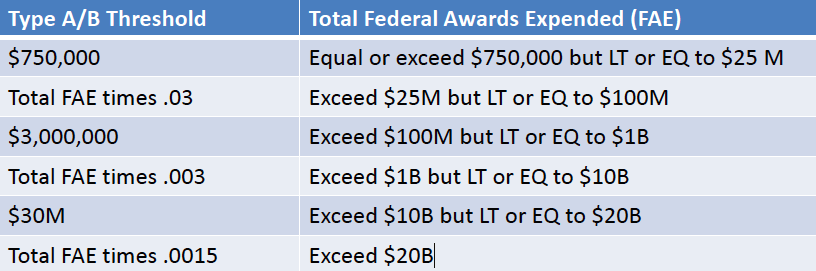 Type A/B Threshold Total Federal Awards Expended (FAE)
$750,000 Equal or exceed $750,000 but LT or EQ to $25 M
Total FAE times .03 Exceed $25M but LT or EQ to $100M
$3,000,000 Exceed $100M but LT or EQ to $1B
Total FAE times .003 Exceed $1B but LT or EQ to $10B
$30M Exceed $10B but LT or EQ to $20B
Total FAE times .0015 Exceed $20B